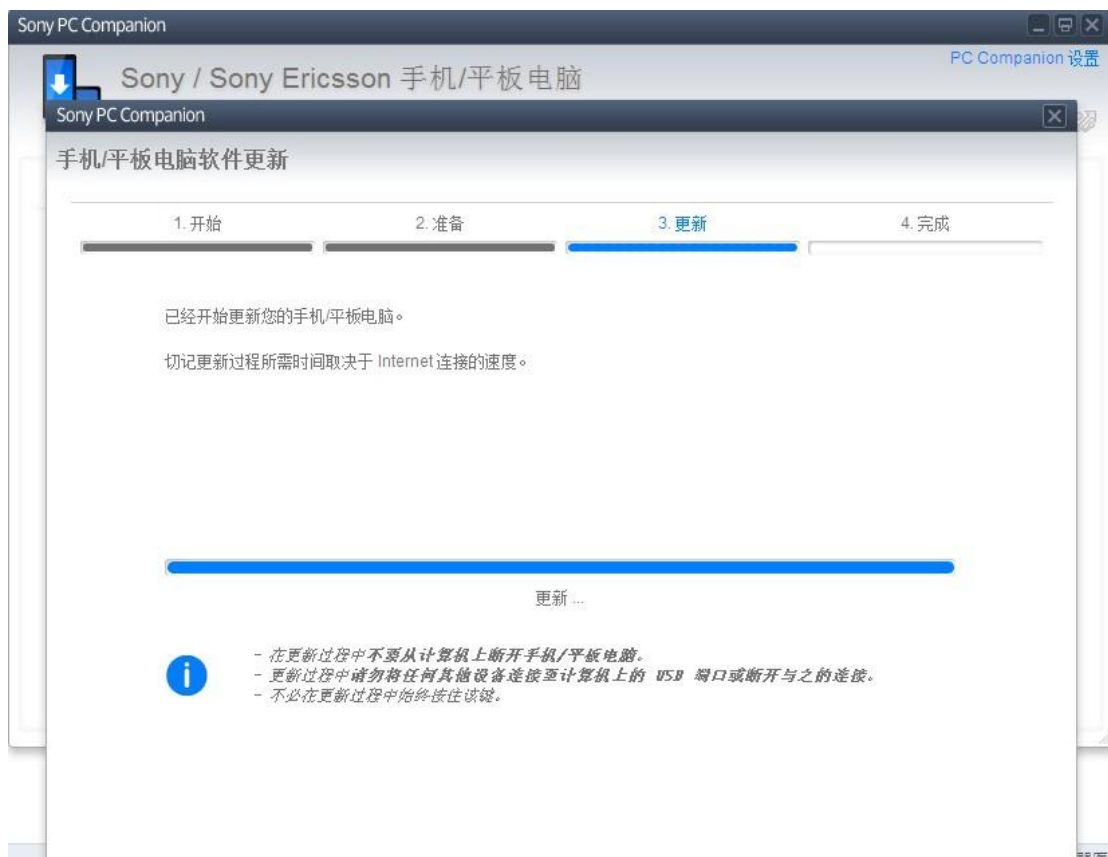 Sony PC Companion
PC Companion 设置
Sony / Sony Ericsson 手机/平板电脑
Sony PC Companion
手机/平板电脑软件更新
1. 开始
2. 准备
3. 更新
4. 完成
已经开始更新您的手机/平板电脑。
切记更新过程所需时间取决于 Internet 连接的速度。
更新 ...
- 在更新过程中不要从计算机上断开手机/平板电脑。
- 更新过程中请勿将任何其他设备连接至计算机上的 USB 端口或断开与之的连接。
- 不必在更新过程中始终按住该键。